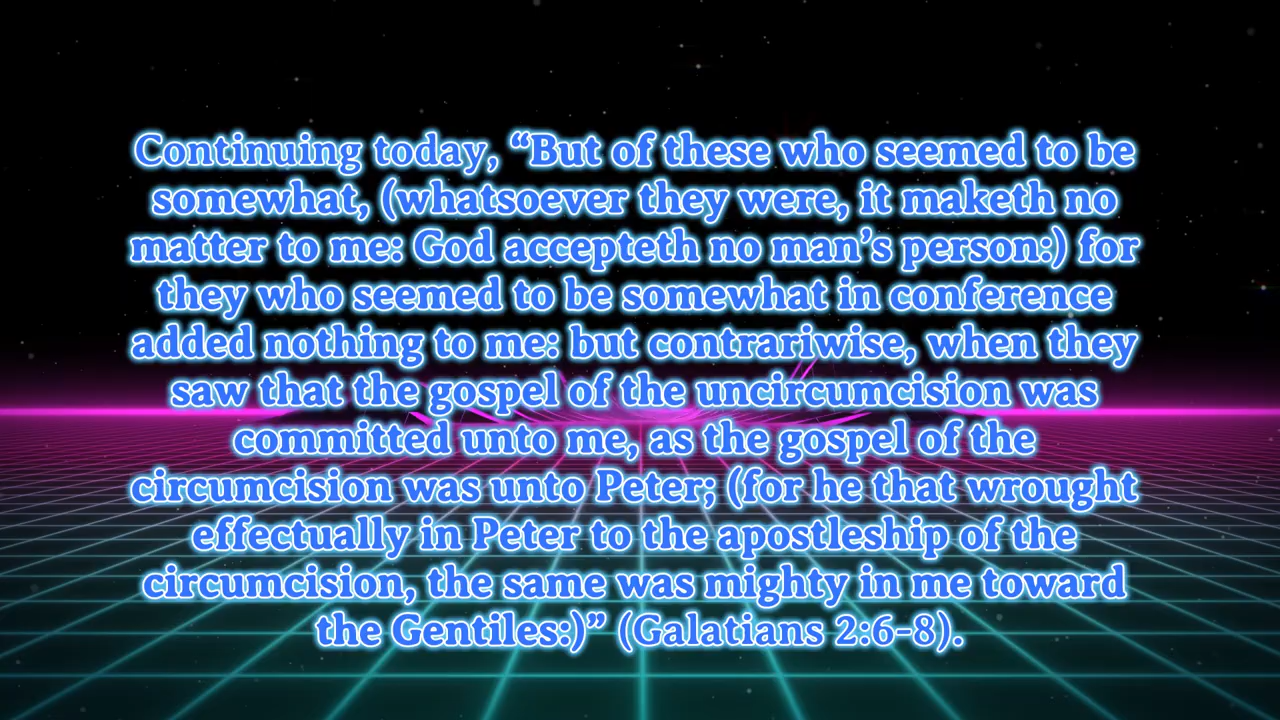 Continuing today, “But of these who seemed to be
somewhat, (whatsoever they were, it maketh no
matter to me: God accepteth no man’s person:) for
they who seemed to be somewhat in conference
added nothing to me: but contrariwise, when they
saw that the gospel of the uncircumcision was
committed unto me, as the gospel of the
circumcision was unto Peter; (for he that wrought
effectually in Peter to the apostleship of the
circumcision, the same was mighty in me toward
the Gentiles:)” (Galatians 2:6-8).